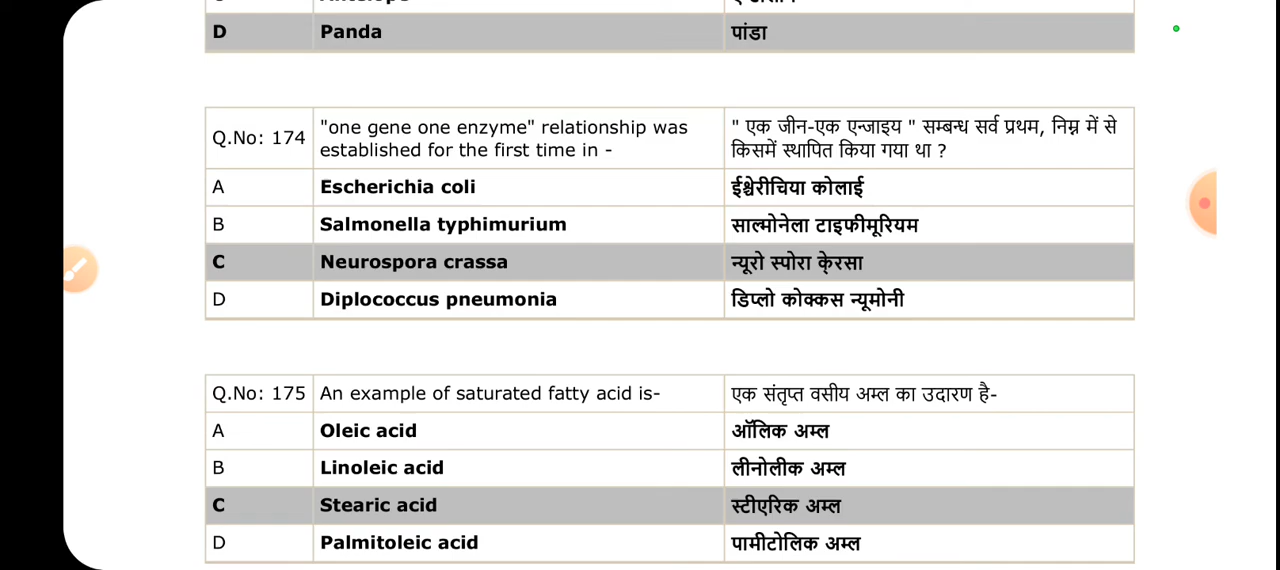 D Panda पांडा
Q.No: 174 "one gene one enzyme" relationship was established for the first time in - " एक जीन-एक एन्जाइय " सम्बन्ध सर्व प्रथम, निम्न में से किसमें स्थापित किया गया था ?
A Escherichia coli ईश्चेरीचिया कोलाई
B Salmonella typhimurium साल्मोनेला टाइफीमूरियम
C Neurospora crassa न्यूरो स्पोरा के्रसा
D Diplococcus pneumonia डिप्लो कोक्कस न्यूमोनी
Q.No: 175 An example of saturated fatty acid is- एक संतृप्त वसीय अम्ल का उदारण है-
A Oleic acid ऑलिक अम्ल
B Linoleic acid लीनोलीक अम्ल
C Stearic acid स्टीएरिक अम्ल
D Palmitoleic acid पामीटोलिक अम्ल